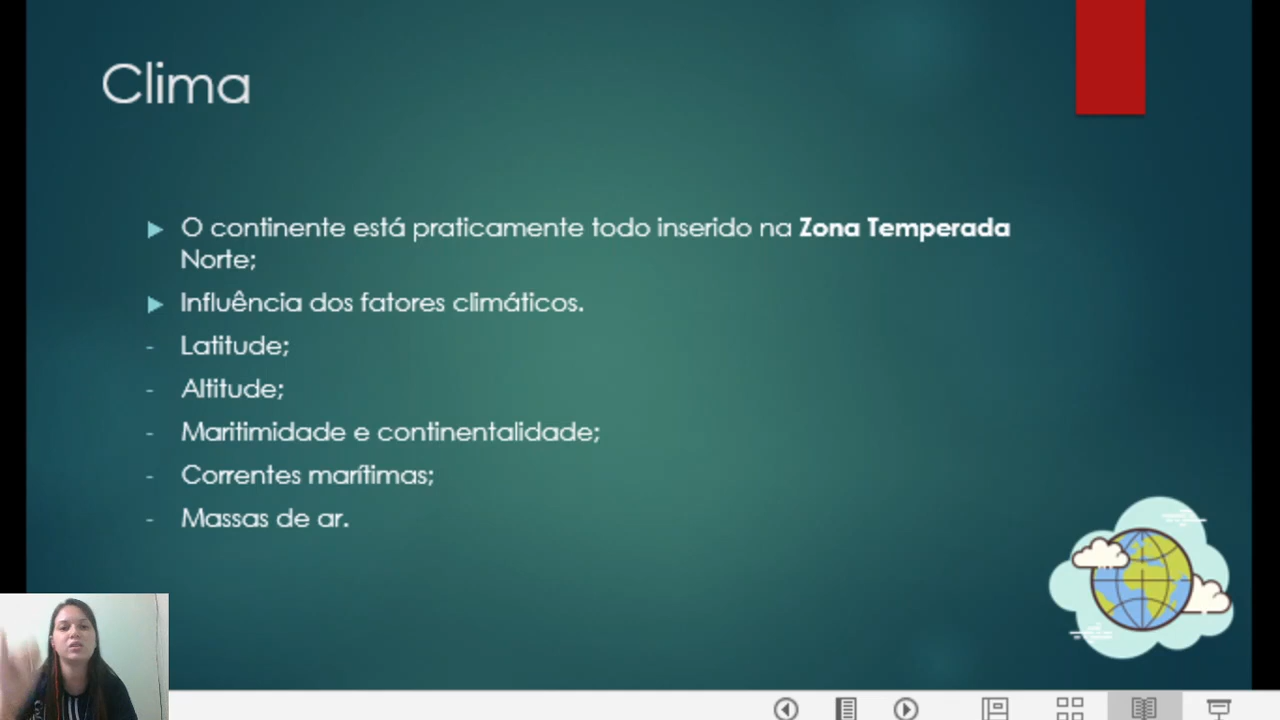 Clima
O continente está praticamente todo inserido na Zona Temperada
Norte;
Influência dos fatores climáticos.
- Latitude;
- Altitude;
- Maritimidade e continentalidade;
- Correntes marítimas;
- Massas de ar.